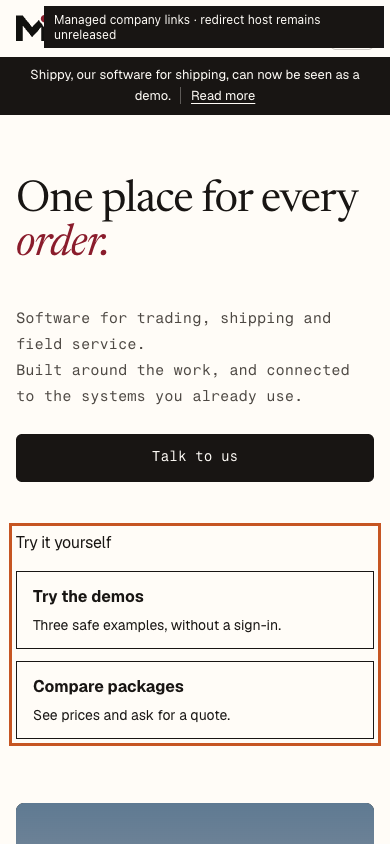 M
Managed company links · redirect host remains
unreleased
Shippy, our software for shipping, can now be seen as a
demo. Read more
One place for every
order.
Software for trading, shipping and
field service.
Built around the work, and connected
to the systems you already use.
Talk to us
Try it yourself
Try the demos
Three safe examples, without a sign-in.
Compare packages
See prices and ask for a quote.